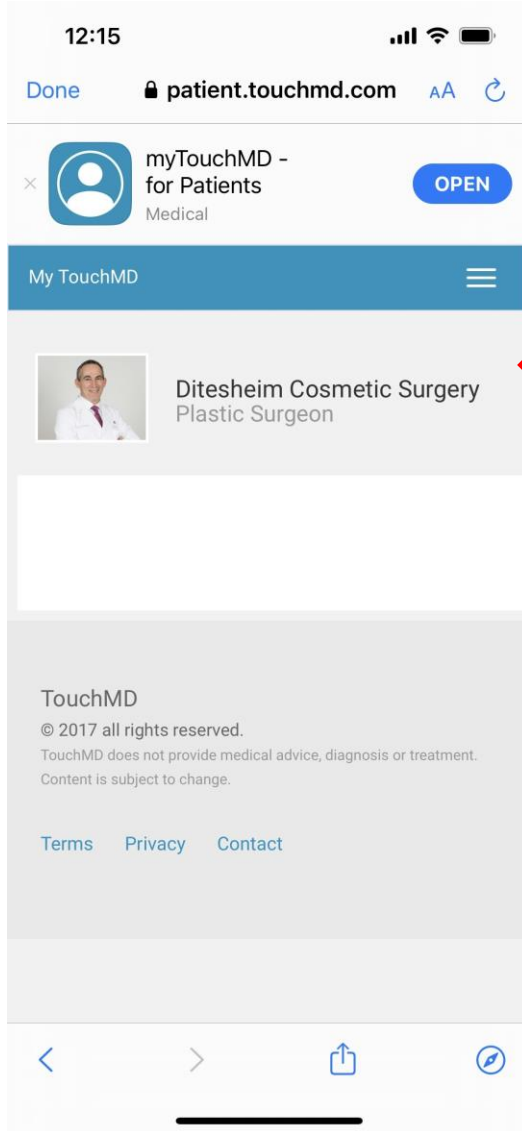 12:15
Done patient.touchmd.com AA
myTouchMD -
for Patients
Medical
OPEN
My TouchMD
Ditesheim Cosmetic Surgery
Plastic Surgeon
TouchMD
© 2017 all rights reserved.
TouchMD does not provide medical advice, diagnosis or treatment.
Content is subject to change.
Terms Privacy Contact